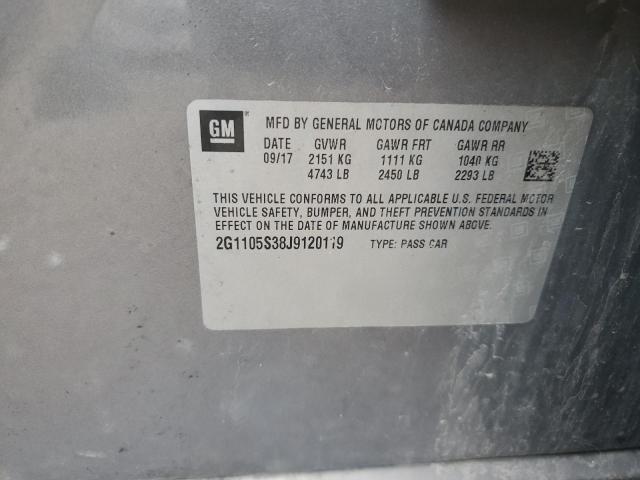 GM
MFD BY GENERAL MOTORS OF CANADA COMPANY
DATE GVWR GAWR FRT GAWR RR
09/17 2151 KG 1111 KG 1040 KG
4743 LB 2450 LB 2293 LB
THIS VEHICLE CONFORMS TO ALL APPLICABLE U.S. FEDERAL MOTOR
VEHICLE SAFETY, BUMPER, AND THEFT PREVENTION STANDARDS IN
EFFECT ON THE DATE OF MANUFACTURE SHOWN ABOVE.
2G1105S38J9120119 TYPE: PASS CAR